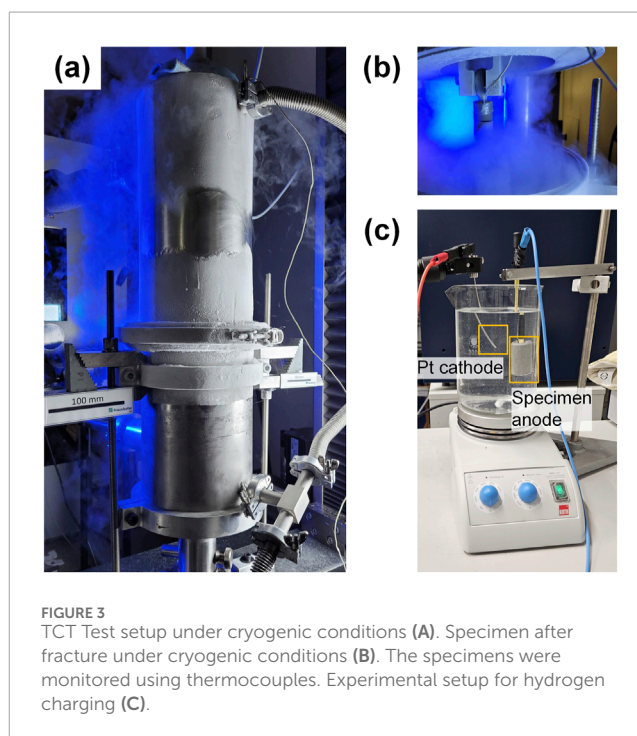 (a)
(b)
(c)
100 mm
Pt cathode
Specimen
anode
FIGURE 3
TCT Test setup under cryogenic conditions (A). Specimen after
fracture under cryogenic conditions (B). The specimens were
monitored using thermocouples. Experimental setup for hydrogen
charging (C).